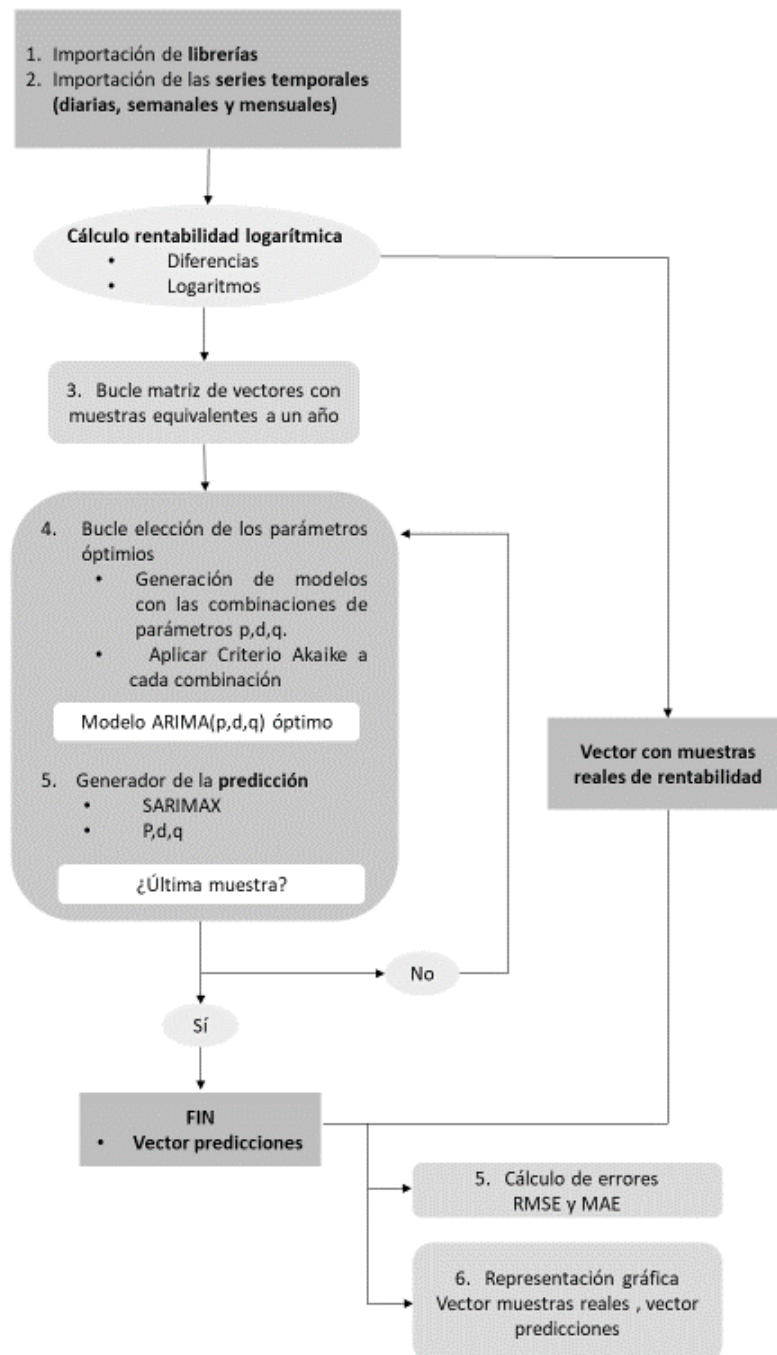 1. Importación de librerías
2. Importación de las series temporales
(diarias, semanales y mensuales)
Cálculo rentabilidad logarítmica
• Diferencias
• Logaritmos
3. Bucle matriz de vectores con
muestras equivalentes a un año
4. Bucle elección de los parámetros
óptimios
• Generación de modelos
con las combinaciones de
parámetros p,d,q.
• Aplicar Criterio Akaike a
cada combinación
Modelo ARIMA(p,d,q) óptimo
5. Generador de la predicción
• SARIMAX
• P,d,q
¿Última muestra?
Vector con muestras
reales de rentabilidad
No
Sí
FIN
• Vector predicciones
5. Cálculo de errores
RMSE y MAE
6. Representación gráfica
Vector muestras reales , vector
predicciones